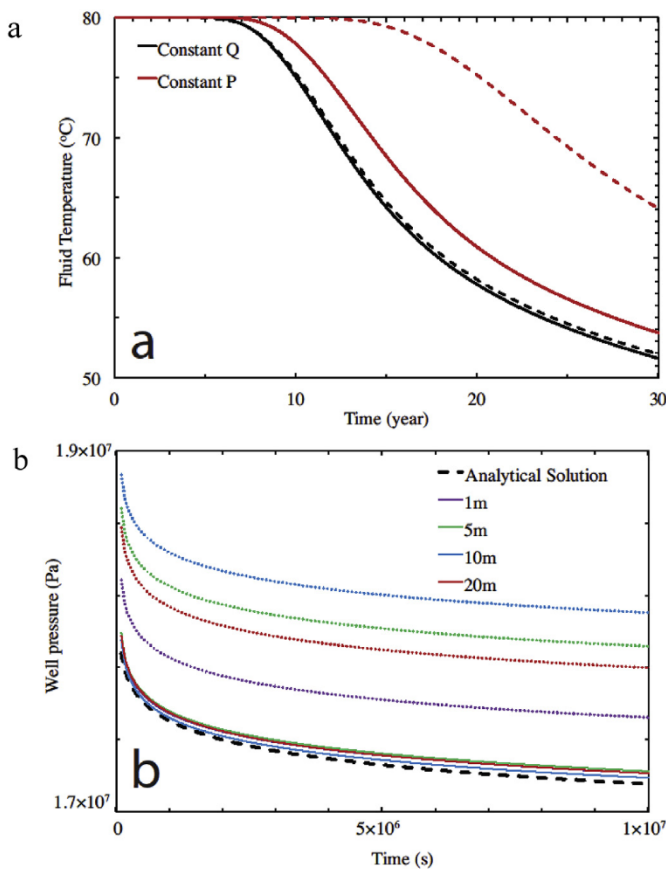 a
80
Constant Q
Constant P
70
Fluid Temperature (°C)
60
50
a
0
10
20
30
Time (year)
b
1.9×10⁷
Analytical Solution
1m
5m
10m
20m
Well pressure (Pa)
b
1.7×10⁷
0
5×10⁶
1×10⁷
Time (s)